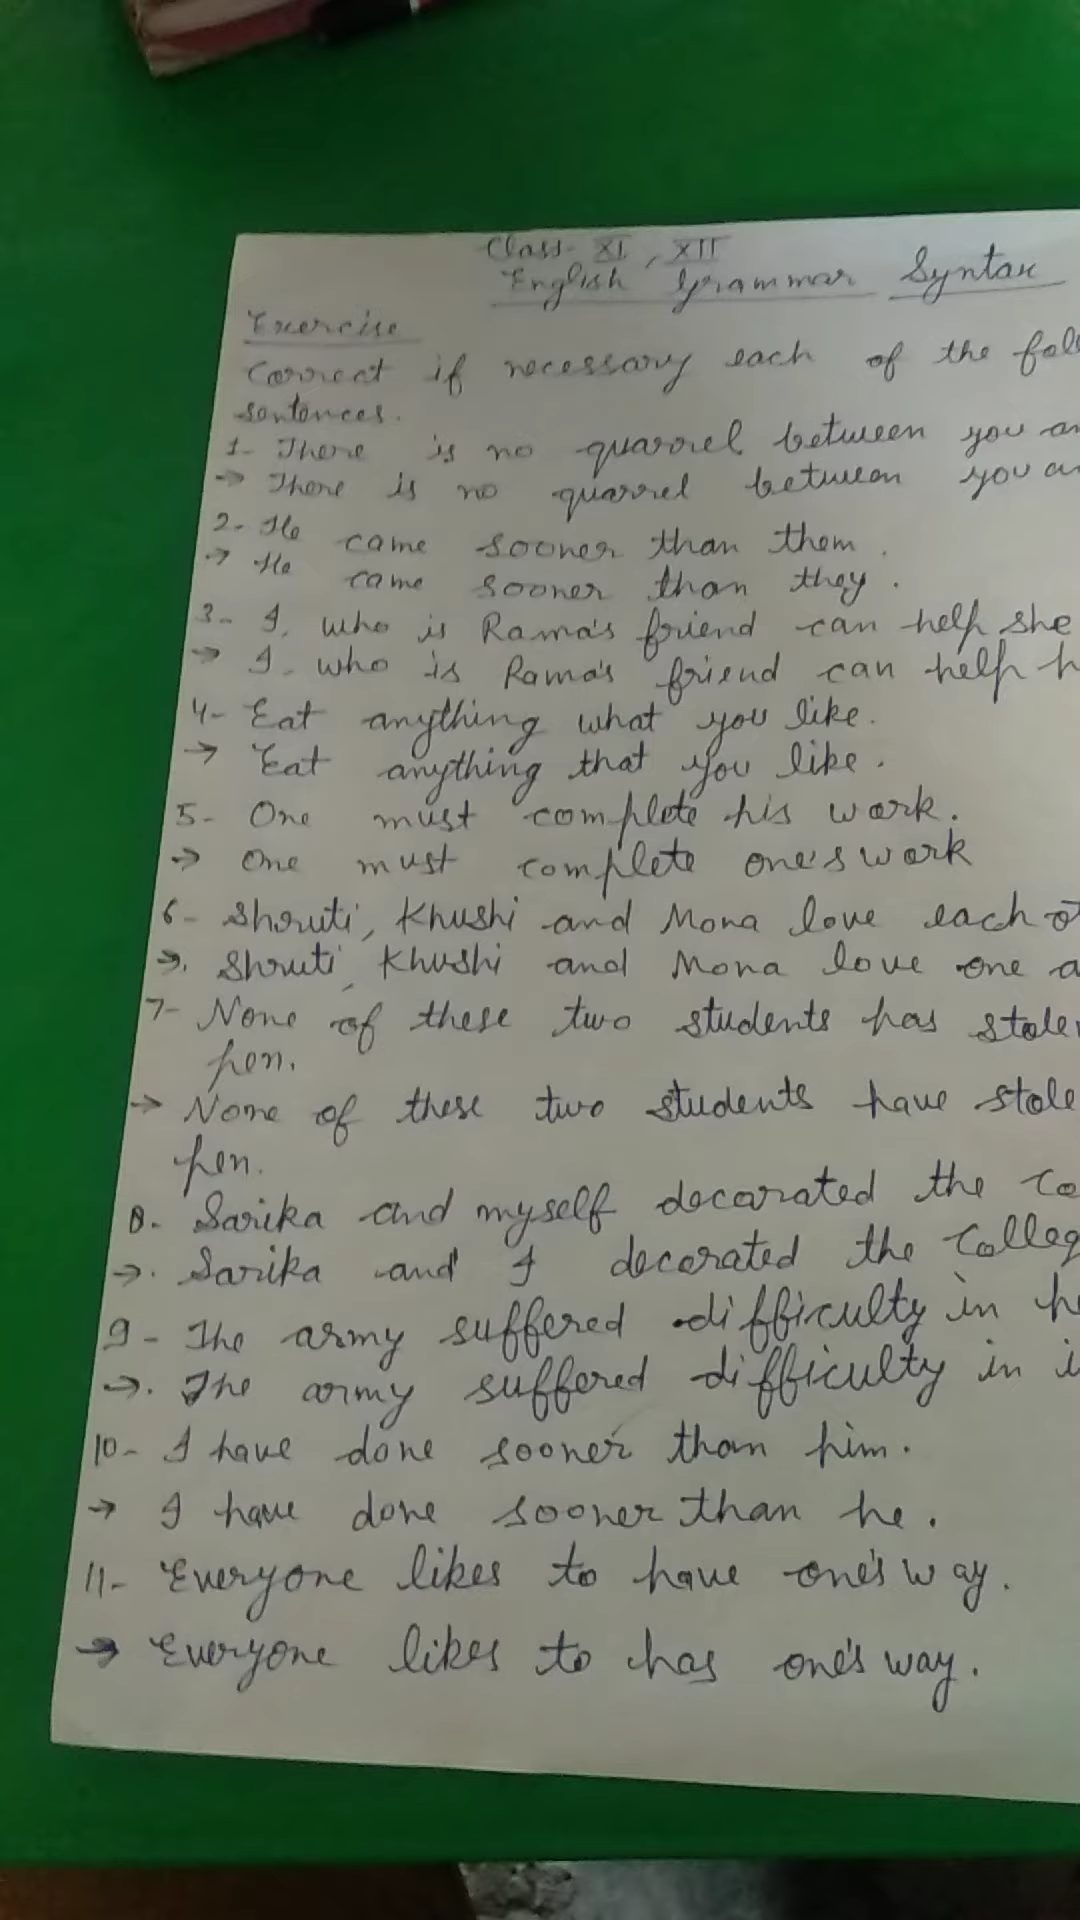 Class- XI, XII
English Grammar Syntax
Exercise
Correct if necessary each of the
sentences.
1- There is no quarrel between you
→ There is no quarrel between you
2- He came sooner than them.
→ He came sooner than they.
3- I, who is Rama's friend can help she
→ I, who is Rama's friend can help
4- Eat anything what you like.
→ Eat anything that you like.
5- One must complete his work.
→ One must complete one's work
6- Shruti, Khushi and Mona love each
→. Shruti, Khushi and Mona love one
7- None of these two students has
pen.
→ None of these two students have
pen.
8- Sarika and myself decorated the
→. Sarika and I decorated the
9- The army suffered difficulty in
→. The army suffered difficulty in
10- I have done sooner than him.
→ I have done sooner than he.
11- Everyone likes to have one's way.
→ Everyone likes to has one's way.